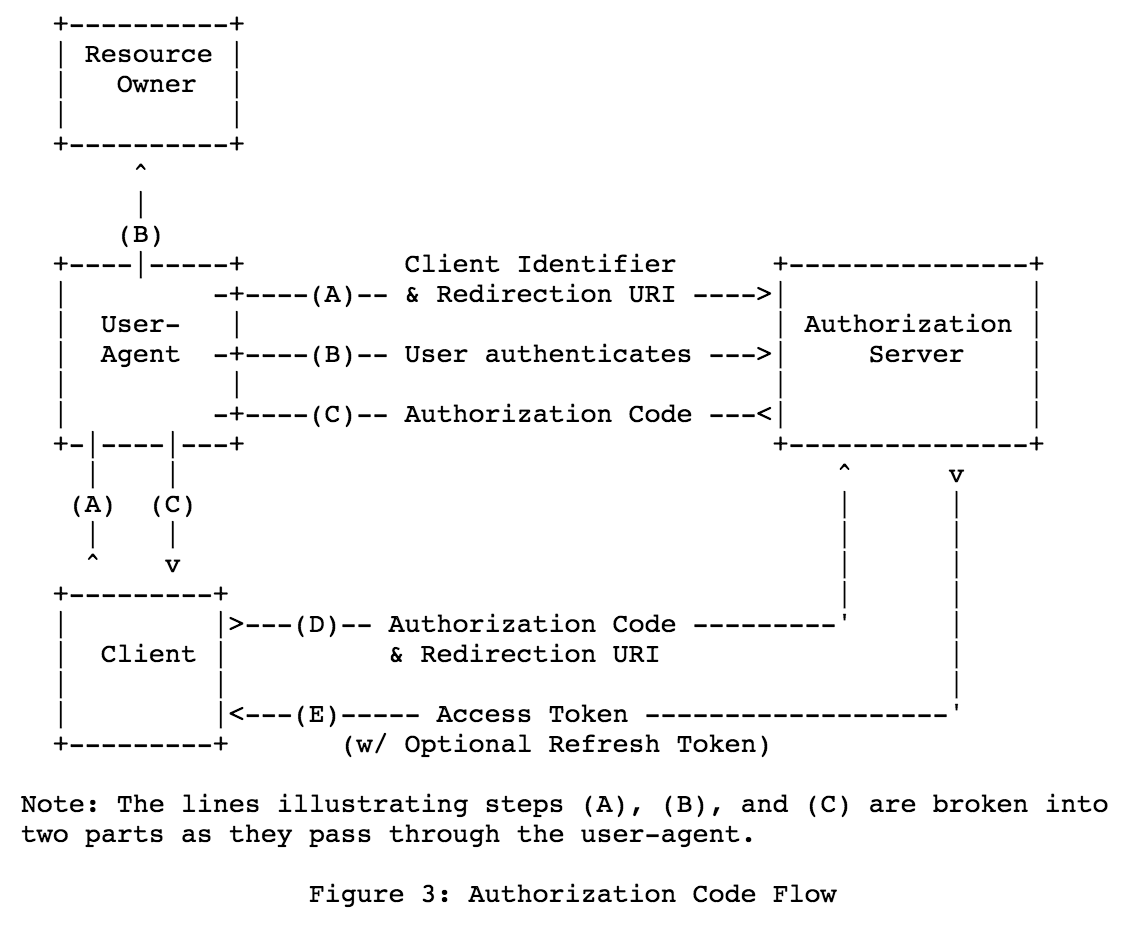 +----------+
| Resource |
|   Owner  |
|          |
+----------+
     ^
     |
    (B)
+----|-----+          Client Identifier      +---------------+
|         -+----(A)-- & Redirection URI ---->|               |
|  User-   |                                 | Authorization |
|  Agent  -+----(B)-- User authenticates --->|     Server    |
|          |                                 |               |
|         -+----(C)-- Authorization Code ---<|               |
+-|----|---+                                 +---------------+
  |    |                                         ^      v
 (A)  (C)                                        |      |
  |    |                                         |      |
  ^    v                                         |      |
+---------+                                      |      |
|         |>---(D)-- Authorization Code ---------'      |
|  Client |          & Redirection URI                  |
|         |                                             |
|         |<---(E)----- Access Token -------------------'
+---------+       (w/ Optional Refresh Token)
Note: The lines illustrating steps (A), (B), and (C) are broken into
two parts as they pass through the user-agent.
Figure 3: Authorization Code Flow